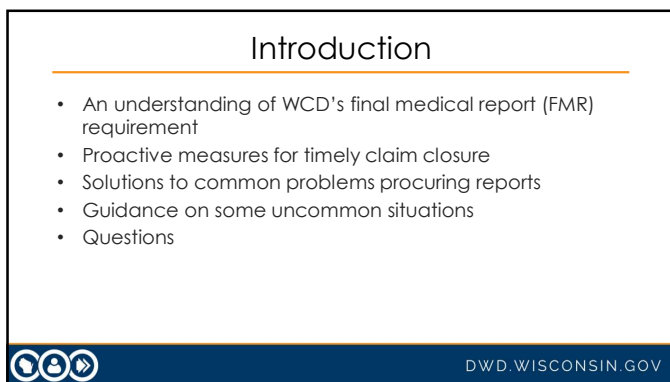 Introduction
• An understanding of WCD's final medical report (FMR)
requirement
• Proactive measures for timely claim closure
• Solutions to common problems procuring reports
• Guidance on some uncommon situations
• Questions
DWD.WISCONSIN.GOV